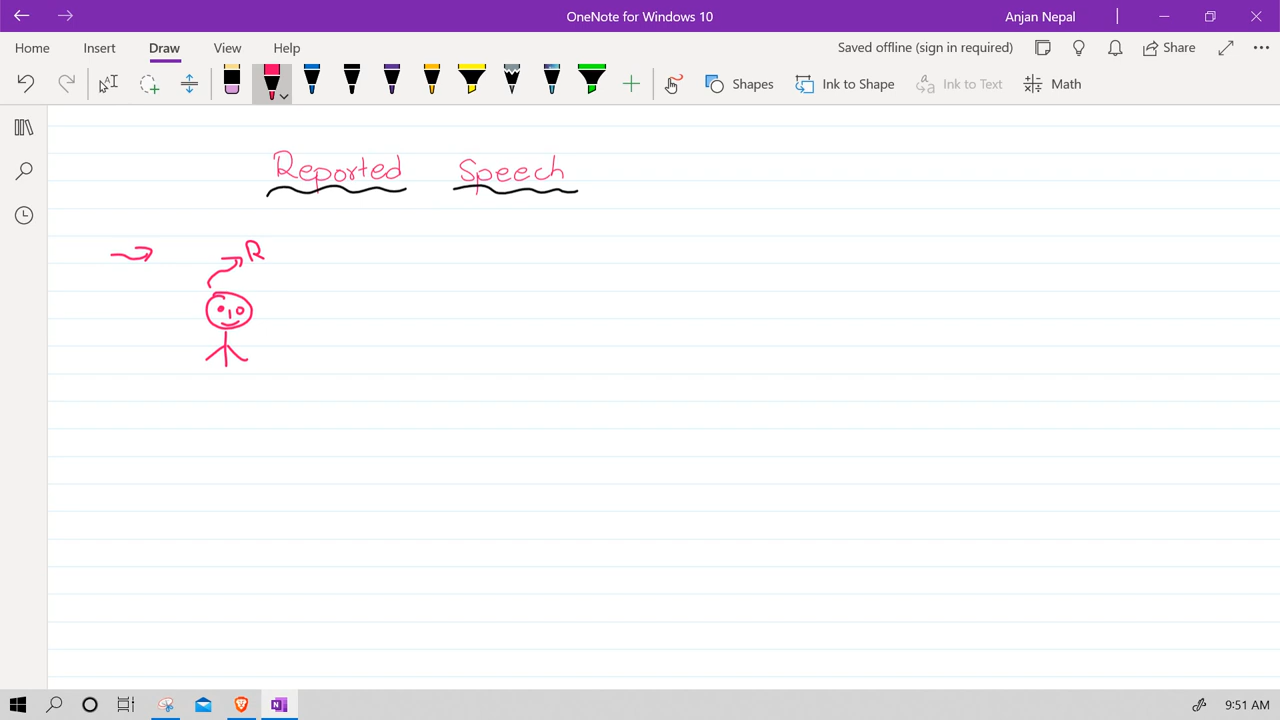 OneNote for Windows 10
Anjan Nepal
Home Insert Draw View Help
Saved offline (sign in required)
Share
Shapes
Ink to Shape
Ink to Text
Math
Reported Speech
R
9:51 AM